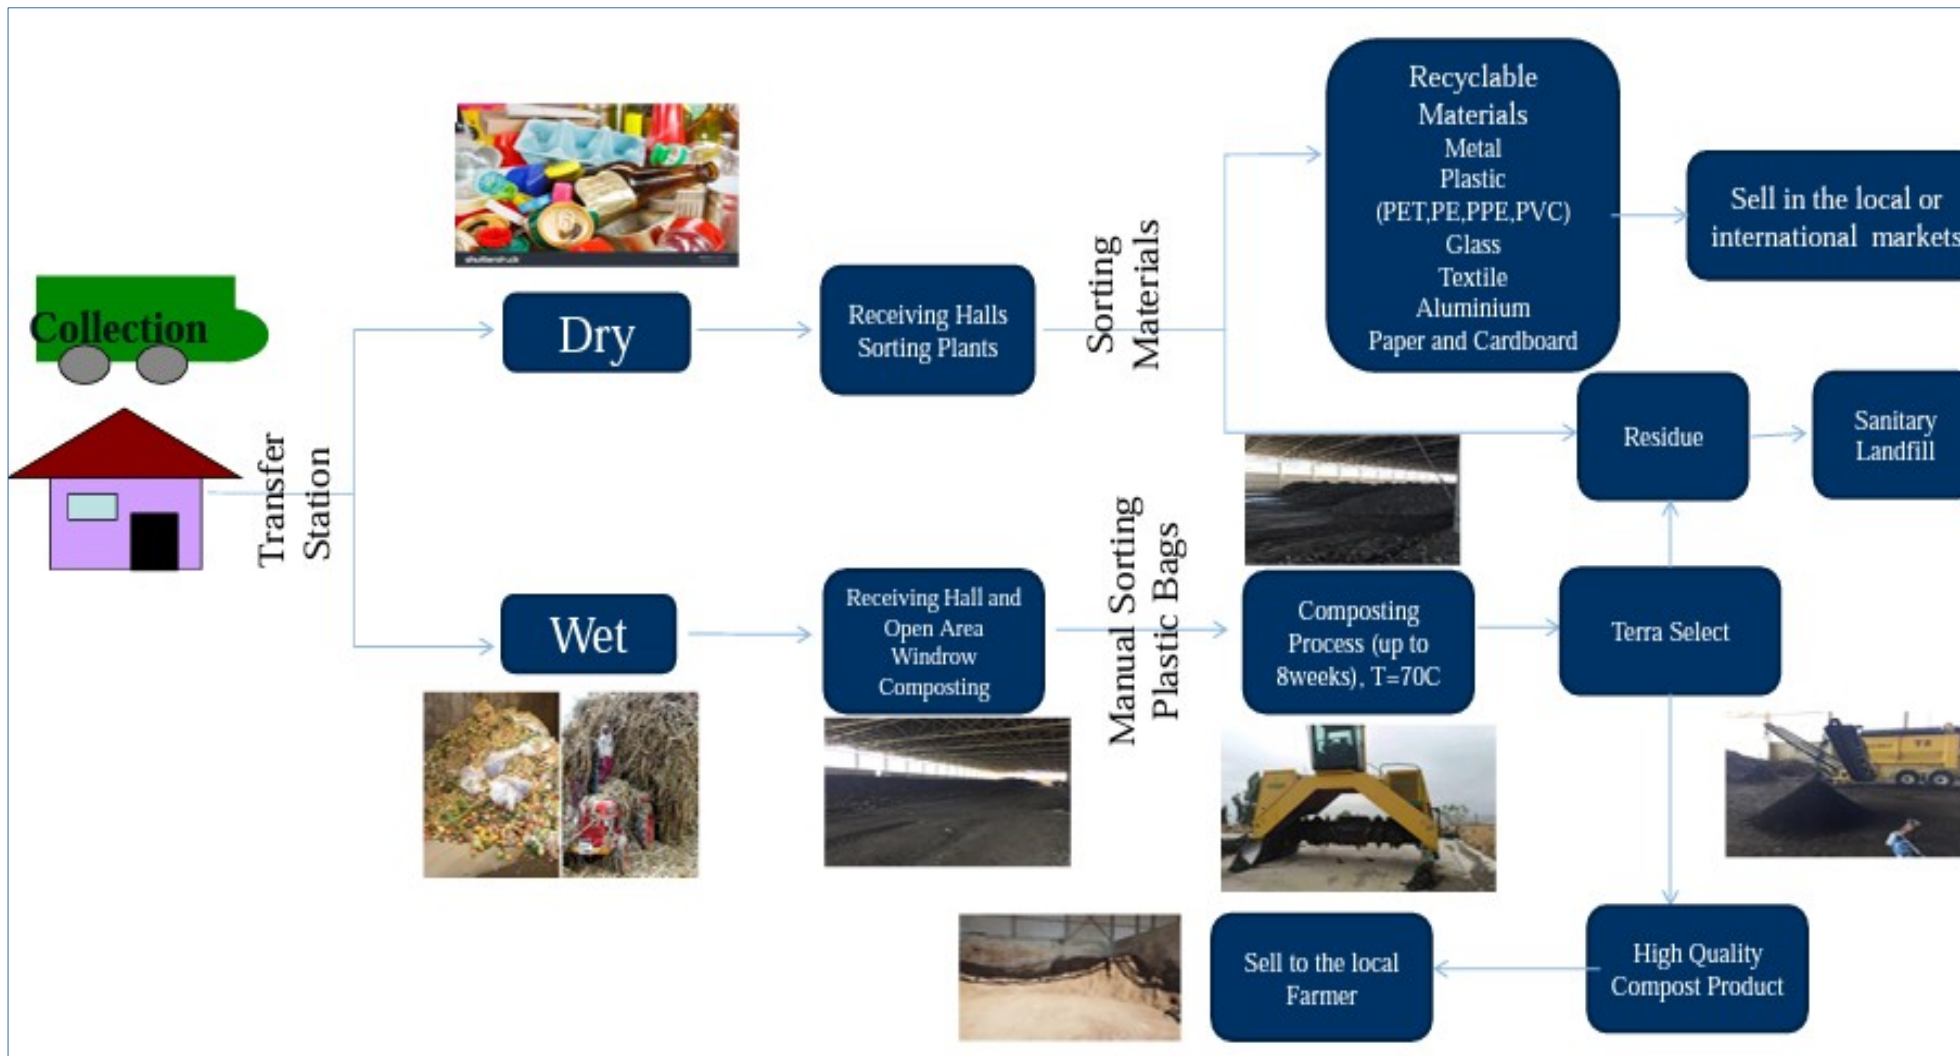 Collection
Transfer
Station
Dry
Receiving Halls
Sorting Plants
Sorting
Materials
Recyclable
Materials
Metal
Plastic
(PET,PE,PPE,PVC)
Glass
Textile
Aluminium
Paper and Cardboard
Sell in the local or
international markets
Residue
Sanitary
Landfill
Wet
Receiving Hall and
Open Area
Windrow
Composting
Manual Sorting
Plastic Bags
Composting
Process (up to
8weeks), T=70C
Terra Select
High Quality
Compost Product
Sell to the local
Farmer